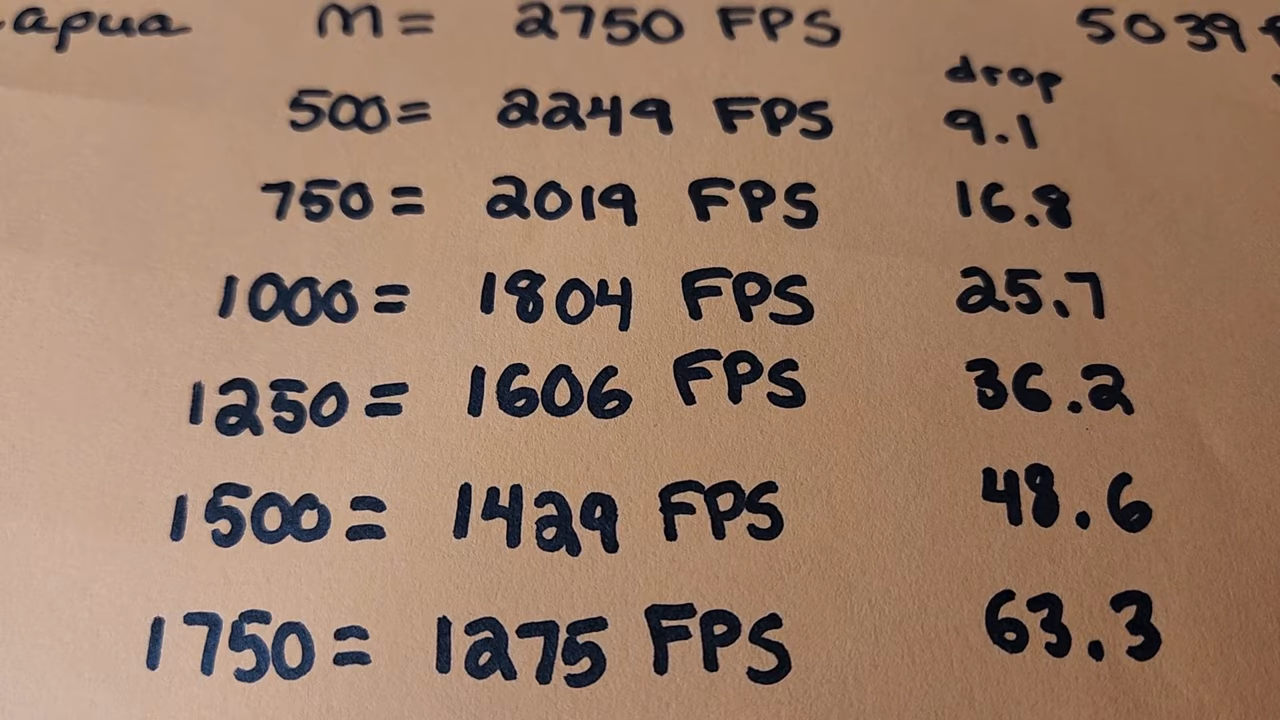 apua m = 2750 FPS 5039
drop
500 = 2249 FPS 9.1
750 = 2019 FPS 16.8
1000 = 1804 FPS 25.7
1250 = 1606 FPS 36.2
1500 = 1429 FPS 48.6
1750 = 1275 FPS 63.3